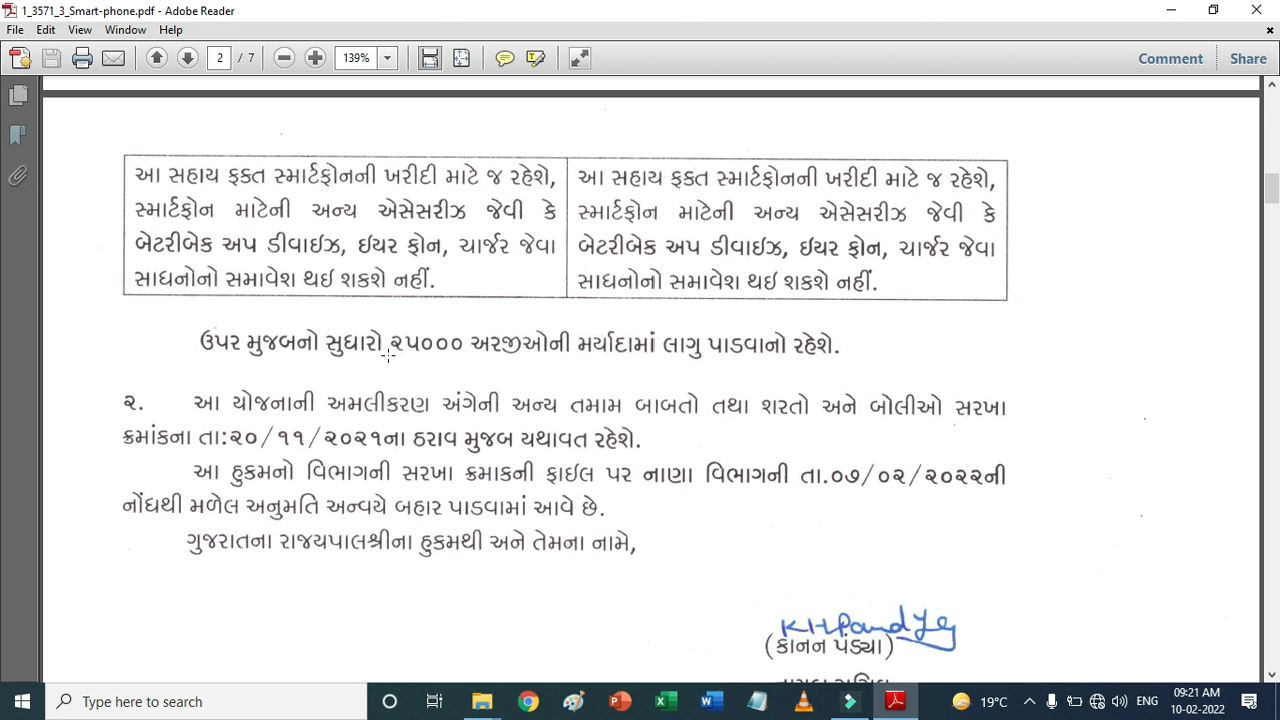 1_3571_3_Smart-phone.pdf - Adobe Reader
File Edit View Window Help
2 / 7 139% Comment Share
આ સહાય ફક્ત સ્માર્ટફોનની ખરીદી માટે જ રહેશે,
સ્માર્ટફોન માટેની અન્ય એસેસરીઝ જેવી કે
બેટરીબેક અપ ડીવાઈઝ, ઈયર ફોન, ચાર્જર જેવા
સાધનોનો સમાવેશ થઇ શકશે નહીં.
આ સહાય ફક્ત સ્માર્ટફોનની ખરીદી માટે જ રહેશે,
સ્માર્ટફોન માટેની અન્ય એસેસરીઝ જેવી કે
બેટરીબેક અપ ડીવાઈઝ, ઈયર ફોન, ચાર્જર જેવા
સાધનોનો સમાવેશ થઇ શકશે નહીં.
ઉપર મુજબનો સુધારો ૨૫૦૦૦ અરજીઓની મર્યાદામાં લાગુ પાડવાનો રહેશે.
૨. આ યોજનાની અમલીકરણ અંગેની અન્ય તમામ બાબતો તથા શરતો અને બોલીઓ સરખા
ક્રમાંકના તા:૨૦/૧૧/૨૦૨૧ના ઠરાવ મુજબ યથાવત રહેશે.
આ હુકમનો વિભાગની સરખા ક્રમાકની ફાઈલ પર નાણા વિભાગની તા.૦૭/૦૨/૨૦૨૨ની
નોંધથી મળેલ અનુમતિ અન્વયે બહાર પાડવામાં આવે છે.
ગુજરાતના રાજયપાલશ્રીના હુકમથી અને તેમના નામે,
KHPandya
(કાનન પંડ્યા)
Type here to search 19°C ENG 09:21 AM
10-02-2022